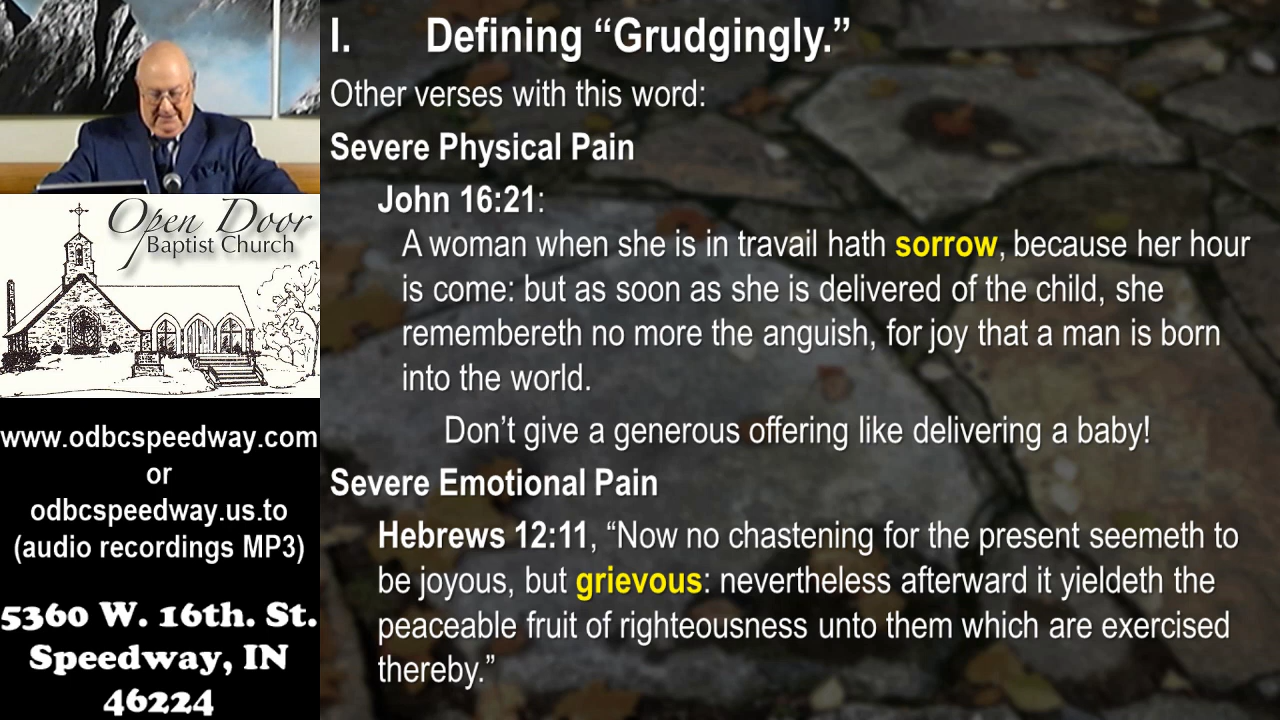 I. Defining “Grudgingly.”
Other verses with this word:
Severe Physical Pain
John 16:21:
A woman when she is in travail hath sorrow, because her hour
is come: but as soon as she is delivered of the child, she
remembereth no more the anguish, for joy that a man is born
into the world.
Don’t give a generous offering like delivering a baby!
Severe Emotional Pain
Hebrews 12:11, “Now no chastening for the present seemeth to
be joyous, but grievous: nevertheless afterward it yieldeth the
peaceable fruit of righteousness unto them which are exercised
thereby.”
Open Door
Baptist Church
www.odbcspeedway.com
or
odbcspeedway.us.to
(audio recordings MP3)
5360 W. 16th. St.
Speedway, IN
46224